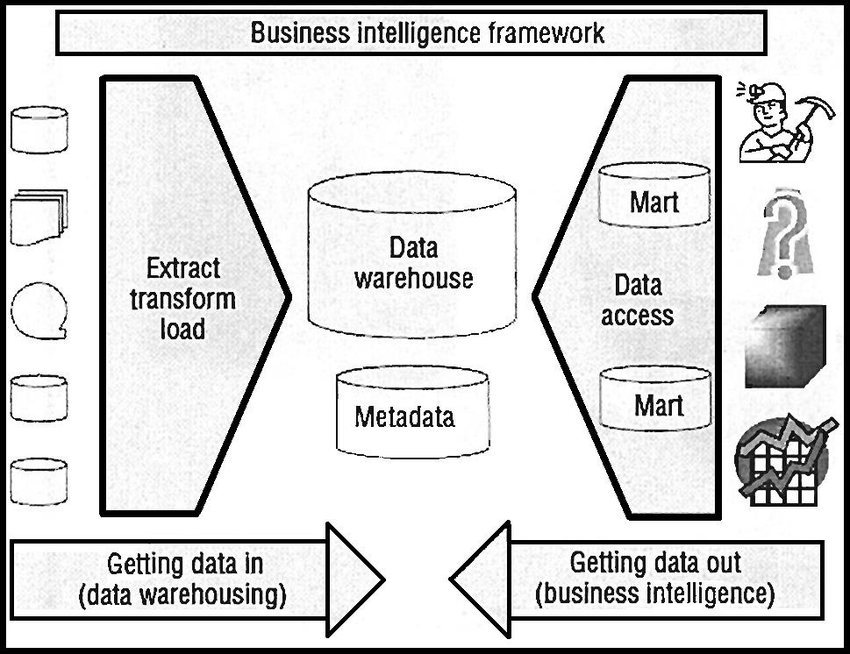 Business intelligence framework
Extract
transform
load
Data
warehouse
Metadata
Mart
Data
access
Mart
?
Getting data in
(data warehousing)
Getting data out
(business intelligence)